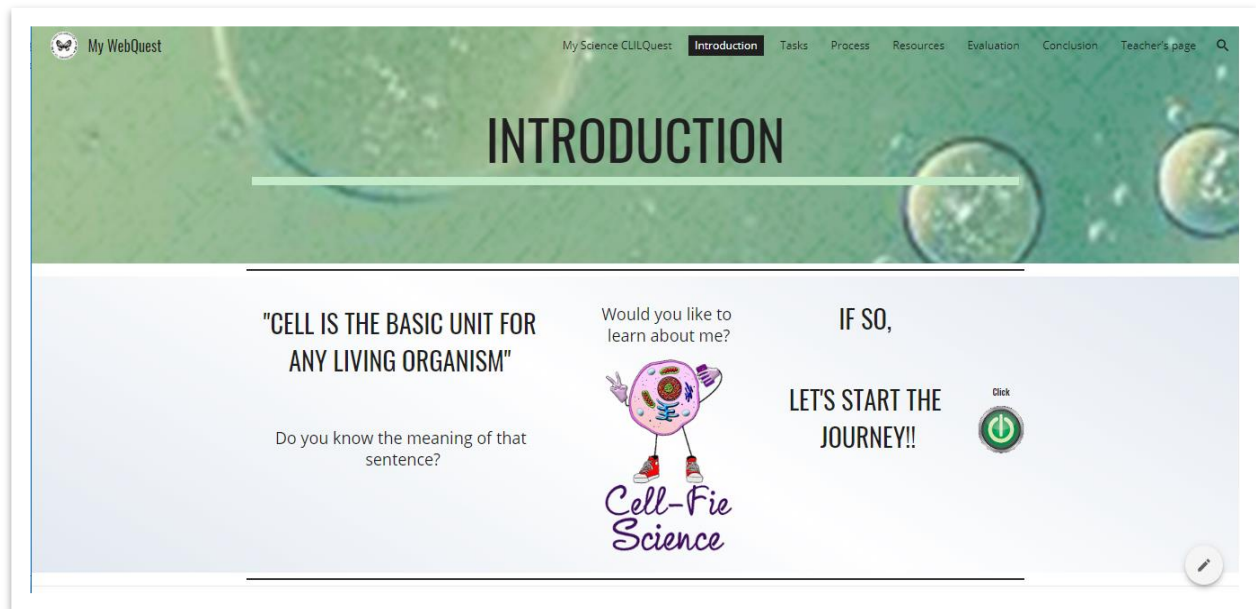 My WebQuest
My Science CLILQuest Introduction Tasks Process Resources Evaluation Conclusion Teacher's page
INTRODUCTION
"CELL IS THE BASIC UNIT FOR
ANY LIVING ORGANISM"
Do you know the meaning of that
sentence?
Would you like to
learn about me?
Cell-Fie
Science
IF SO,
LET'S START THE
JOURNEY!!
Click